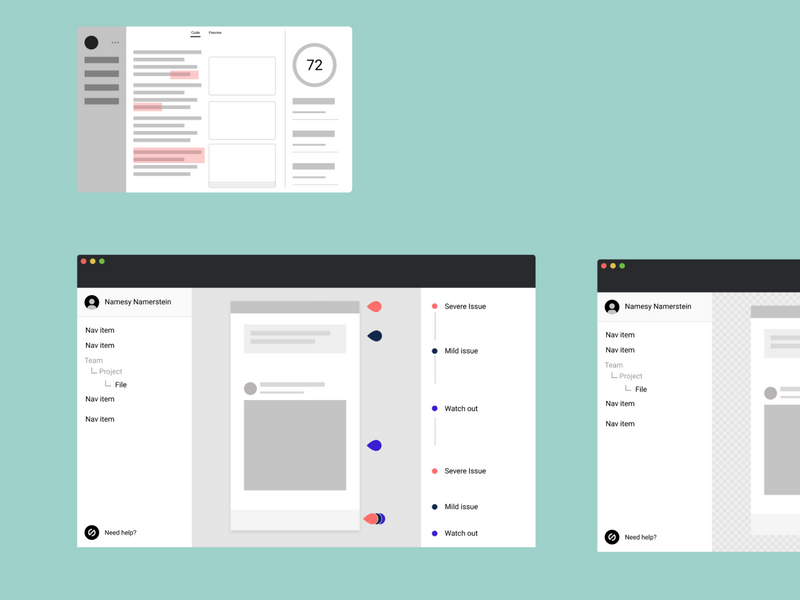 Code Preview
72
Namesy Namerstein
Nav item
Nav item
Team
Project
File
Nav item
Nav item
Need help?
Severe Issue
Mild issue
Watch out
Severe Issue
Mild issue
Watch out
Namesy Namerstein
Nav item
Nav item
Team
Project
File
Nav item
Nav item
Need help?